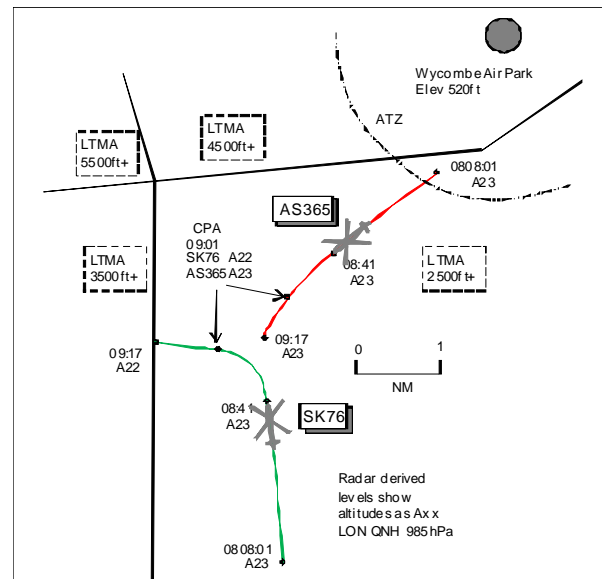 Wycombe Air Park
Elev 520ft
ATZ
LTMA
5500ft+
LTMA
4500ft+
0808:01
A23
AS365
CPA
09:01
SK76 A22
AS365 A23
LTMA
3500ft+
08:41
A23
LTMA
2500ft+
09:17
A23
09:17
A22
0
1
NM
08:41
A23
SK76
Radar derived
levels show
altitudes as Axx
LON QNH 985hPa
0808:01
A23